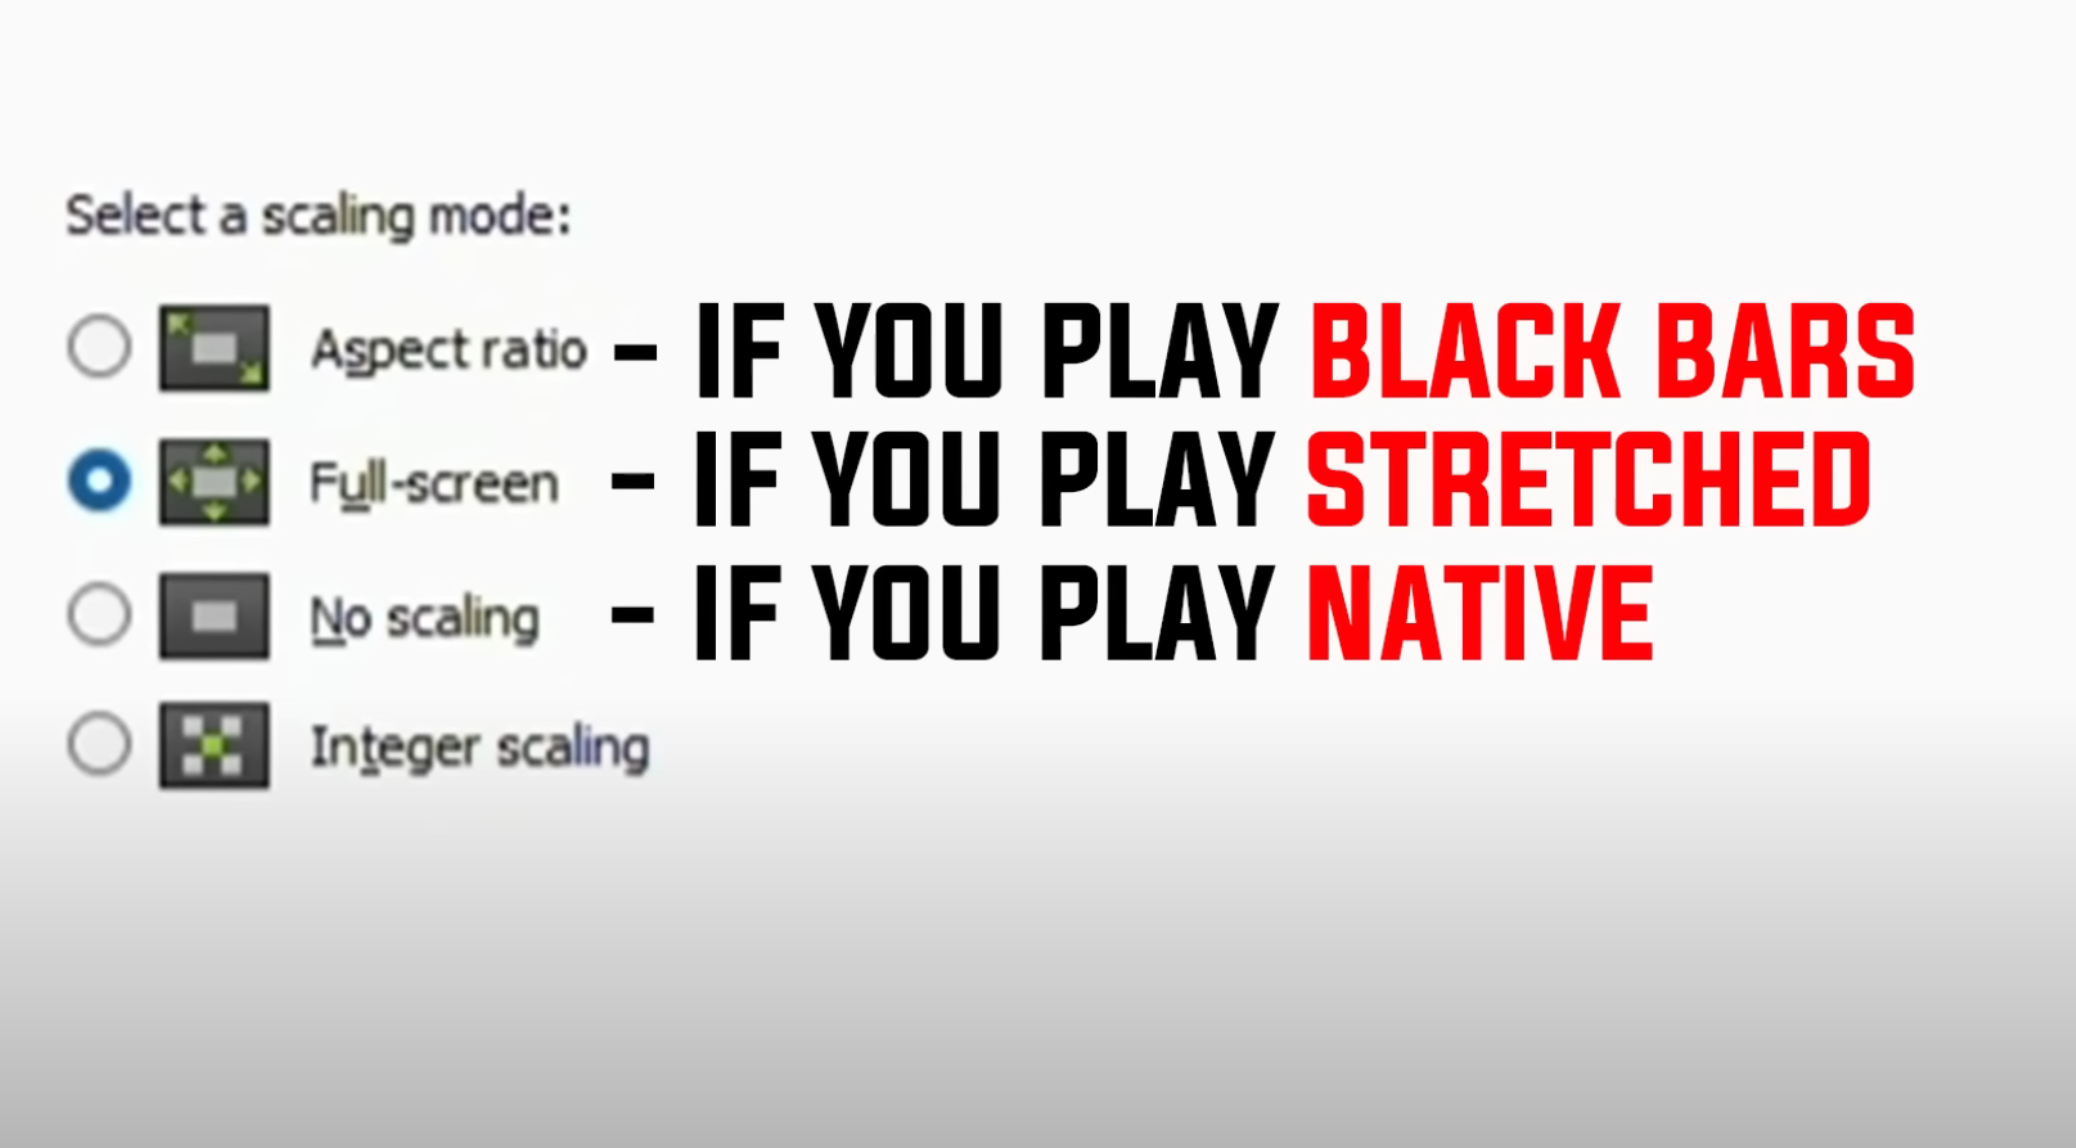 Select a scaling mode:
Aspect ratio - IF YOU PLAY BLACK BARS
Full-screen - IF YOU PLAY STRETCHED
No scaling - IF YOU PLAY NATIVE
Integer scaling